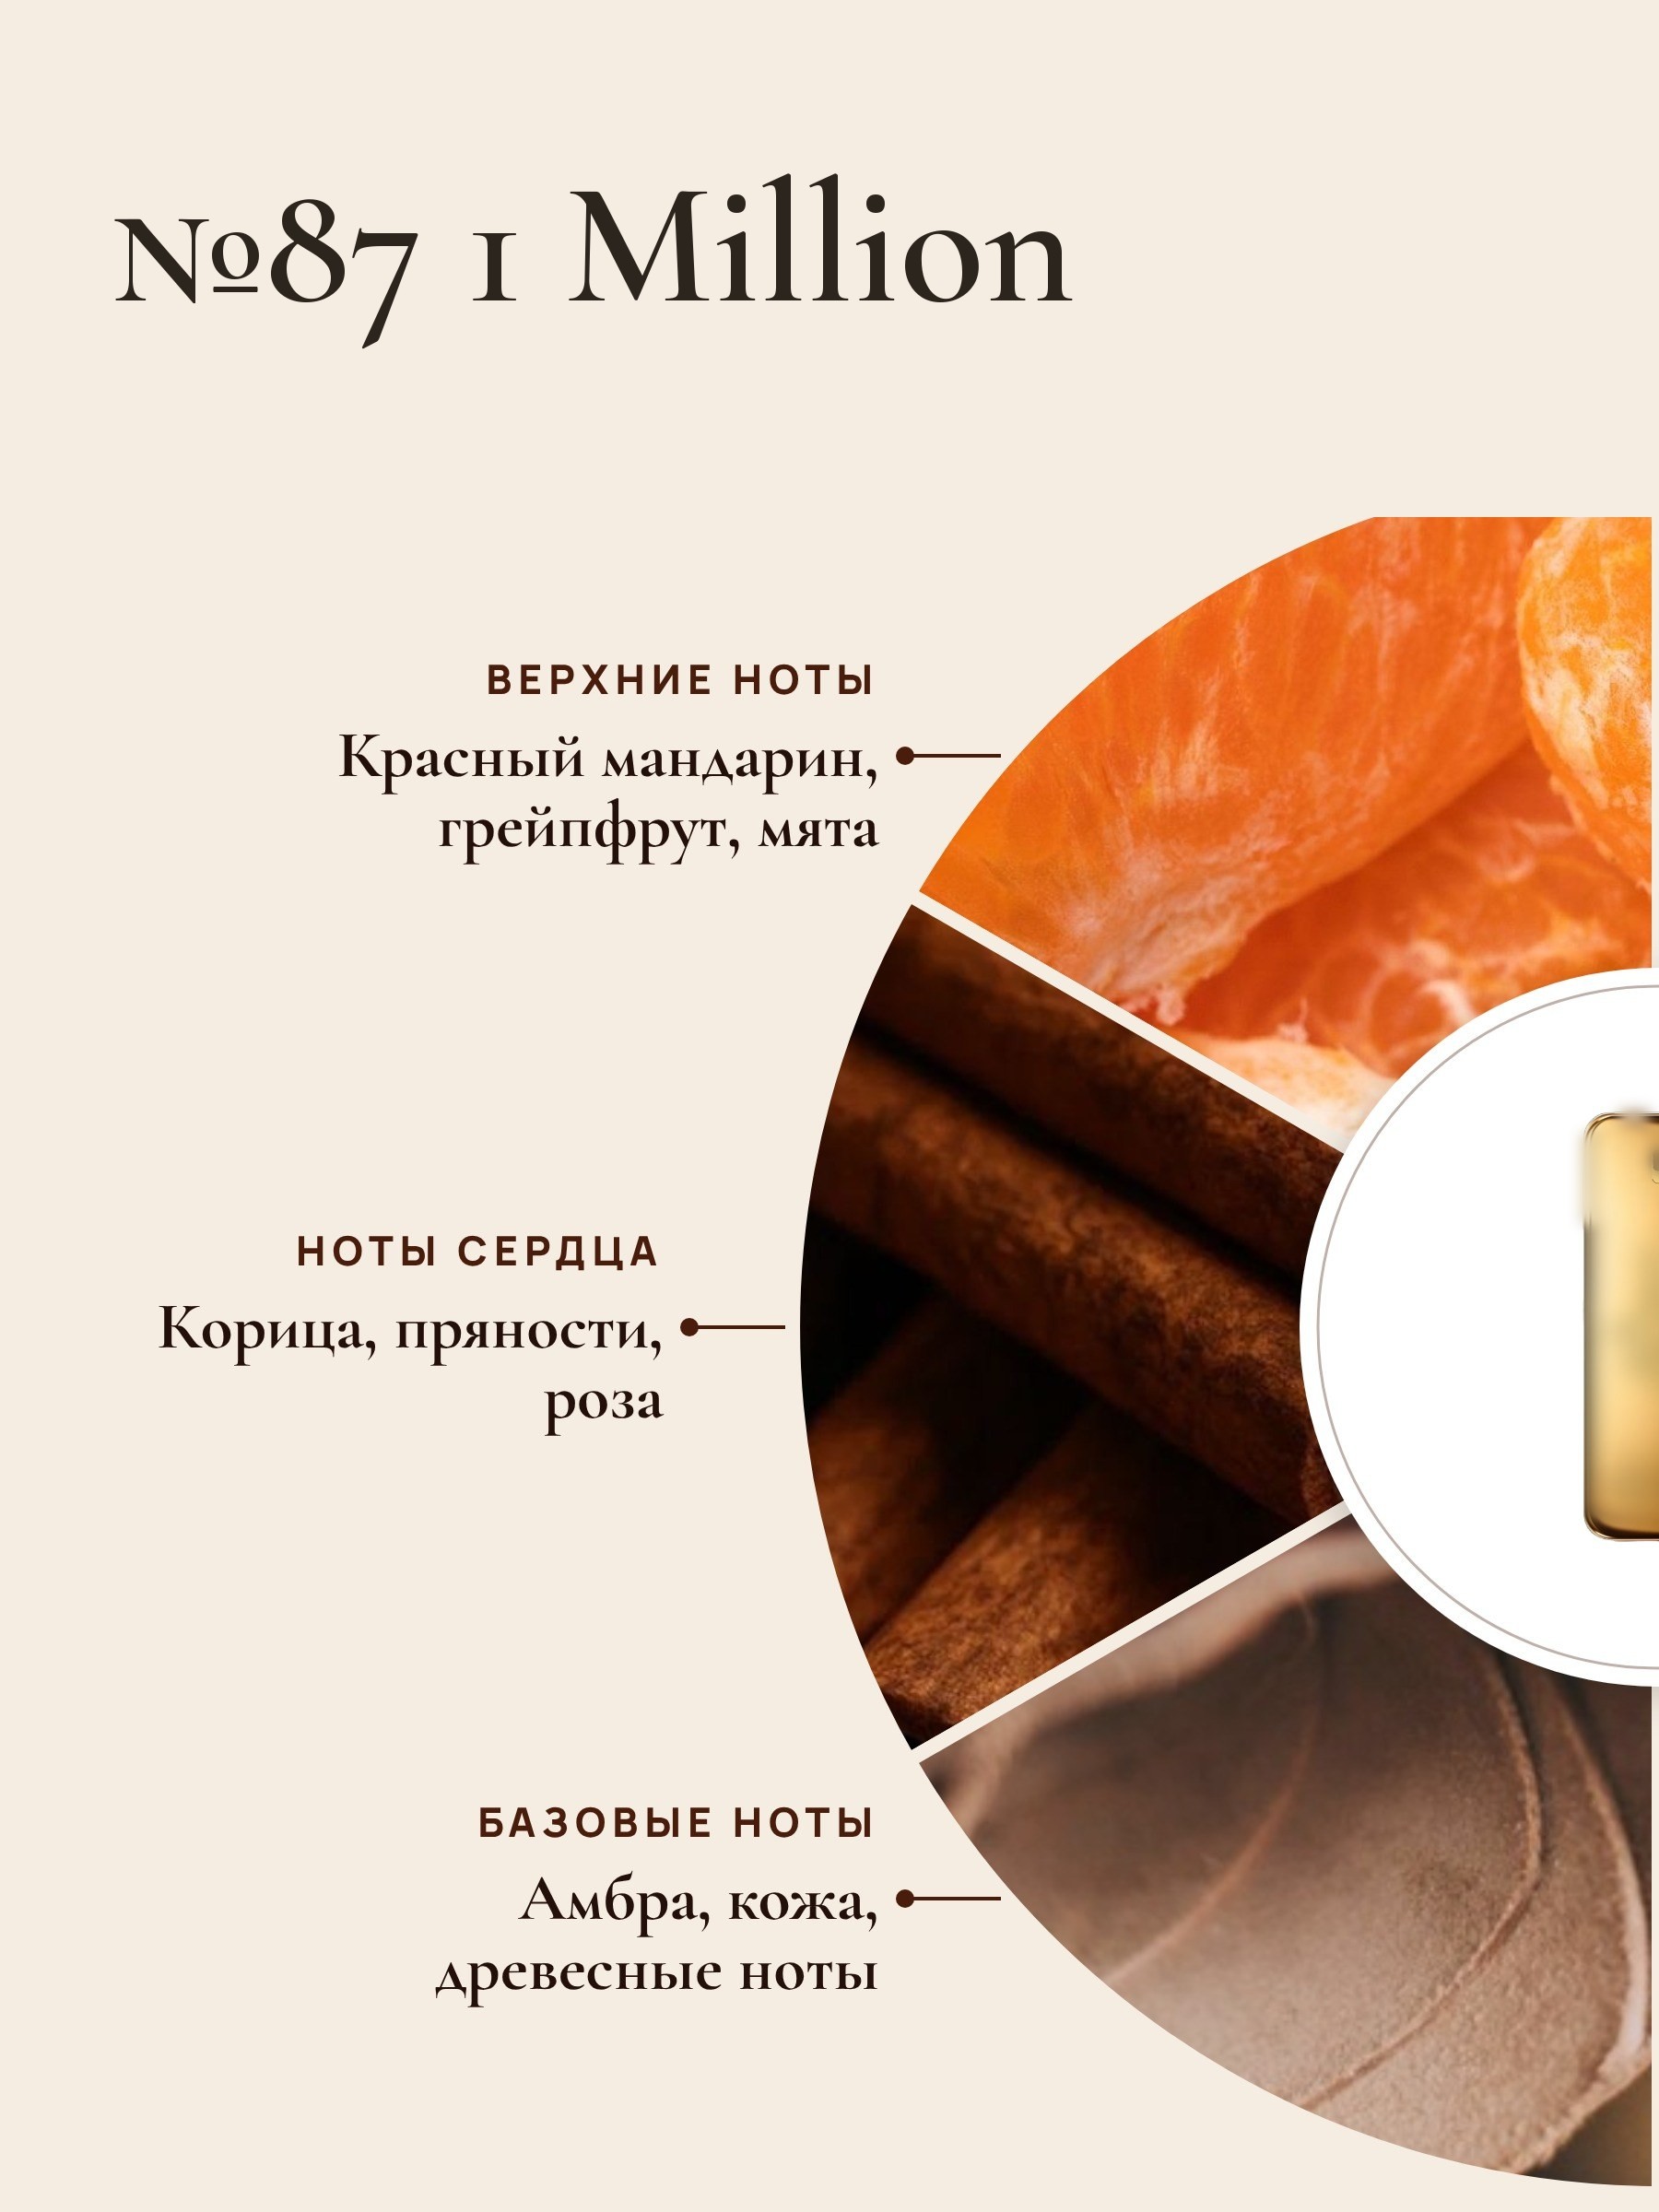 №87 1 Million
ВЕРХНИЕ НОТЫ
Красный мандарин,
грейпфрут, мята
НОТЫ СЕРДЦА
Корица, пряности,
роза
БАЗОВЫЕ НОТЫ
Амбра, кожа,
древесные ноты